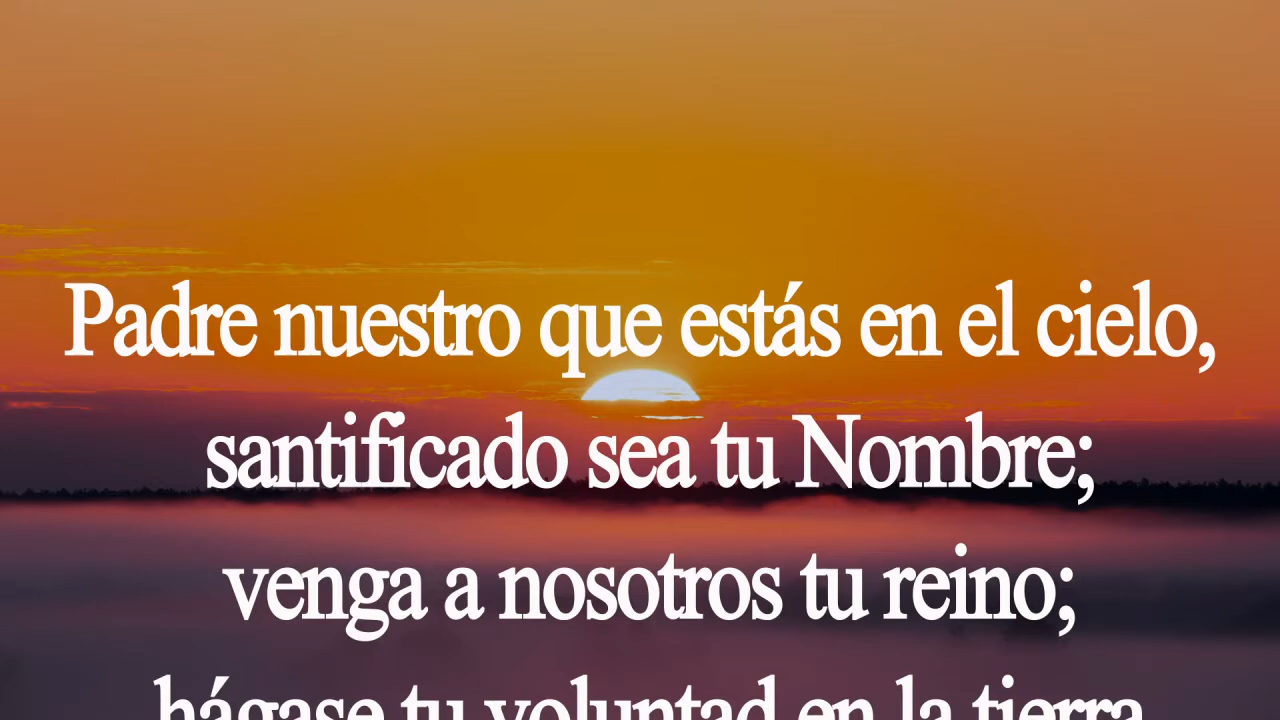 Padre nuestro que estás en el cielo,
santificado sea tu Nombre;
venga a nosotros tu reino;
hágase tu voluntad en la tierra